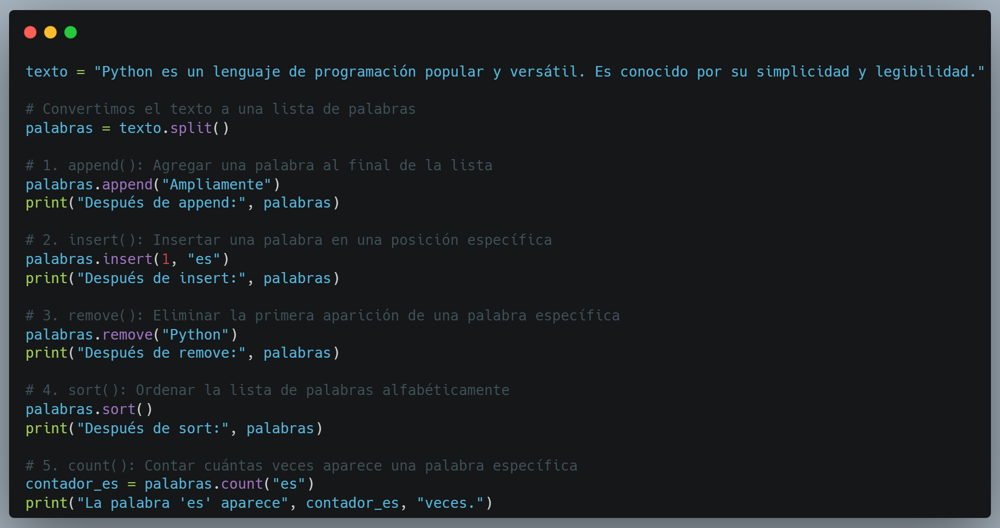 texto = "Python es un lenguaje de programación popular y versátil. Es conocido por su simplicidad y legibilidad."
# Convertimos el texto a una lista de palabras
palabras = texto.split()
# 1. append(): Agregar una palabra al final de la lista
palabras.append("Ampliamente")
print("Después de append:", palabras)
# 2. insert(): Insertar una palabra en una posición específica
palabras.insert(1, "es")
print("Después de insert:", palabras)
# 3. remove(): Eliminar la primera aparición de una palabra específica
palabras.remove("Python")
print("Después de remove:", palabras)
# 4. sort(): Ordenar la lista de palabras alfabéticamente
palabras.sort()
print("Después de sort:", palabras)
# 5. count(): Contar cuántas veces aparece una palabra específica
contador_es = palabras.count("es")
print("La palabra 'es' aparece", contador_es, "veces.")